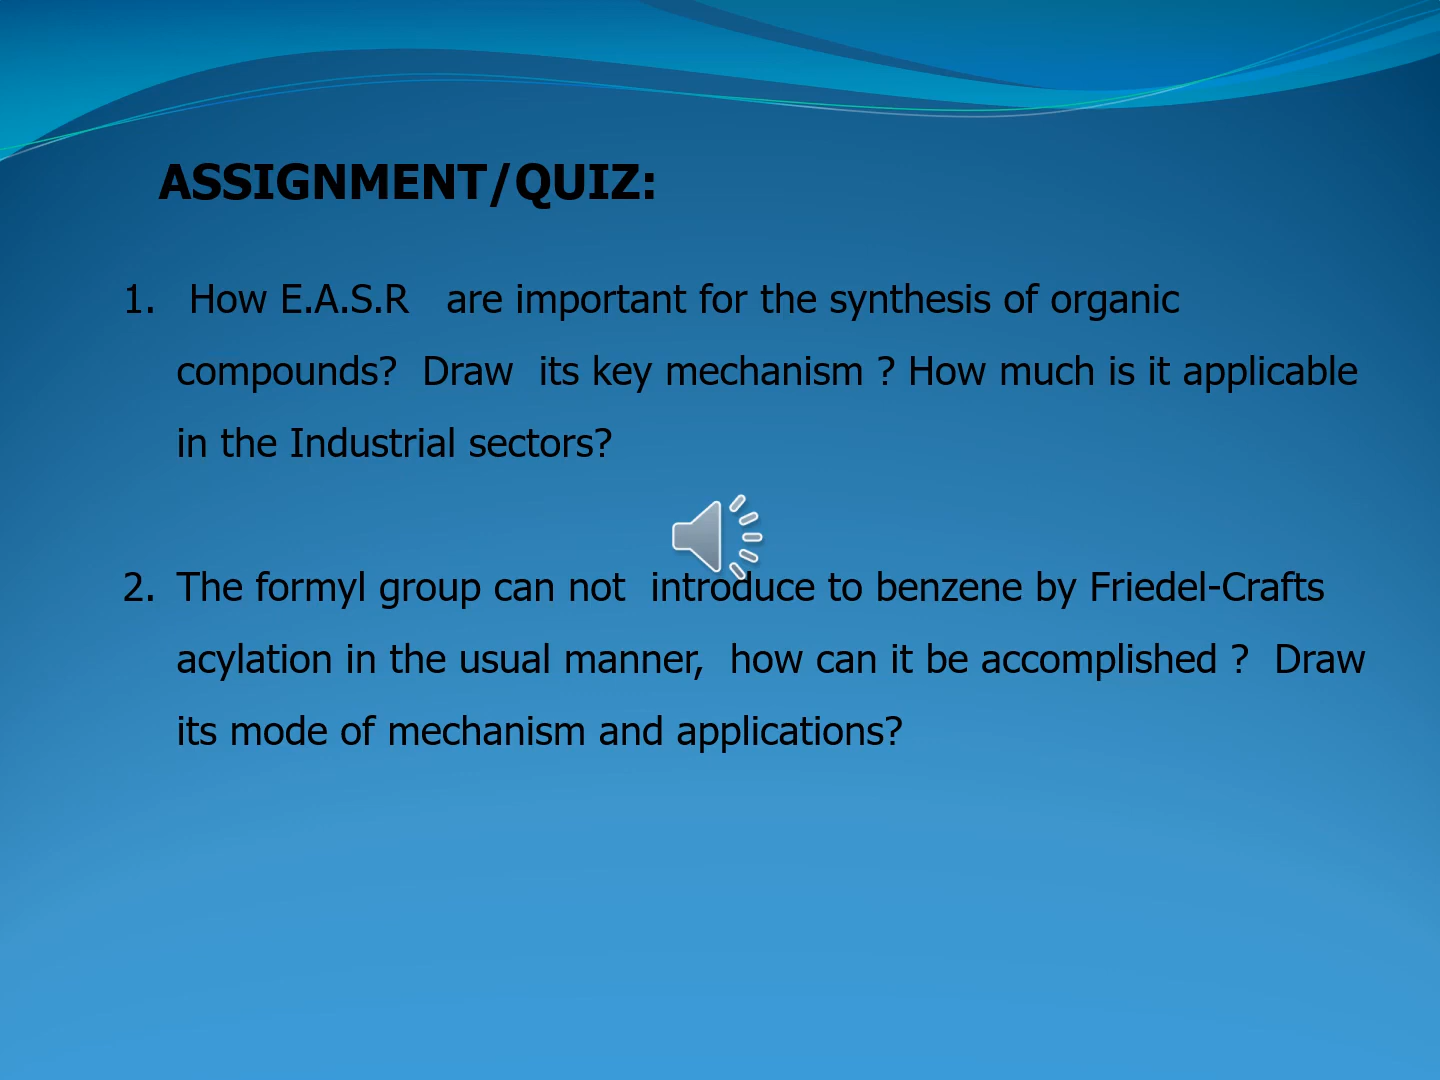 ASSIGNMENT/QUIZ:
1. How E.A.S.R are important for the synthesis of organic
compounds? Draw its key mechanism ? How much is it applicable
in the Industrial sectors?
2. The formyl group can not introduce to benzene by Friedel-Crafts
acylation in the usual manner, how can it be accomplished ? Draw
its mode of mechanism and applications?